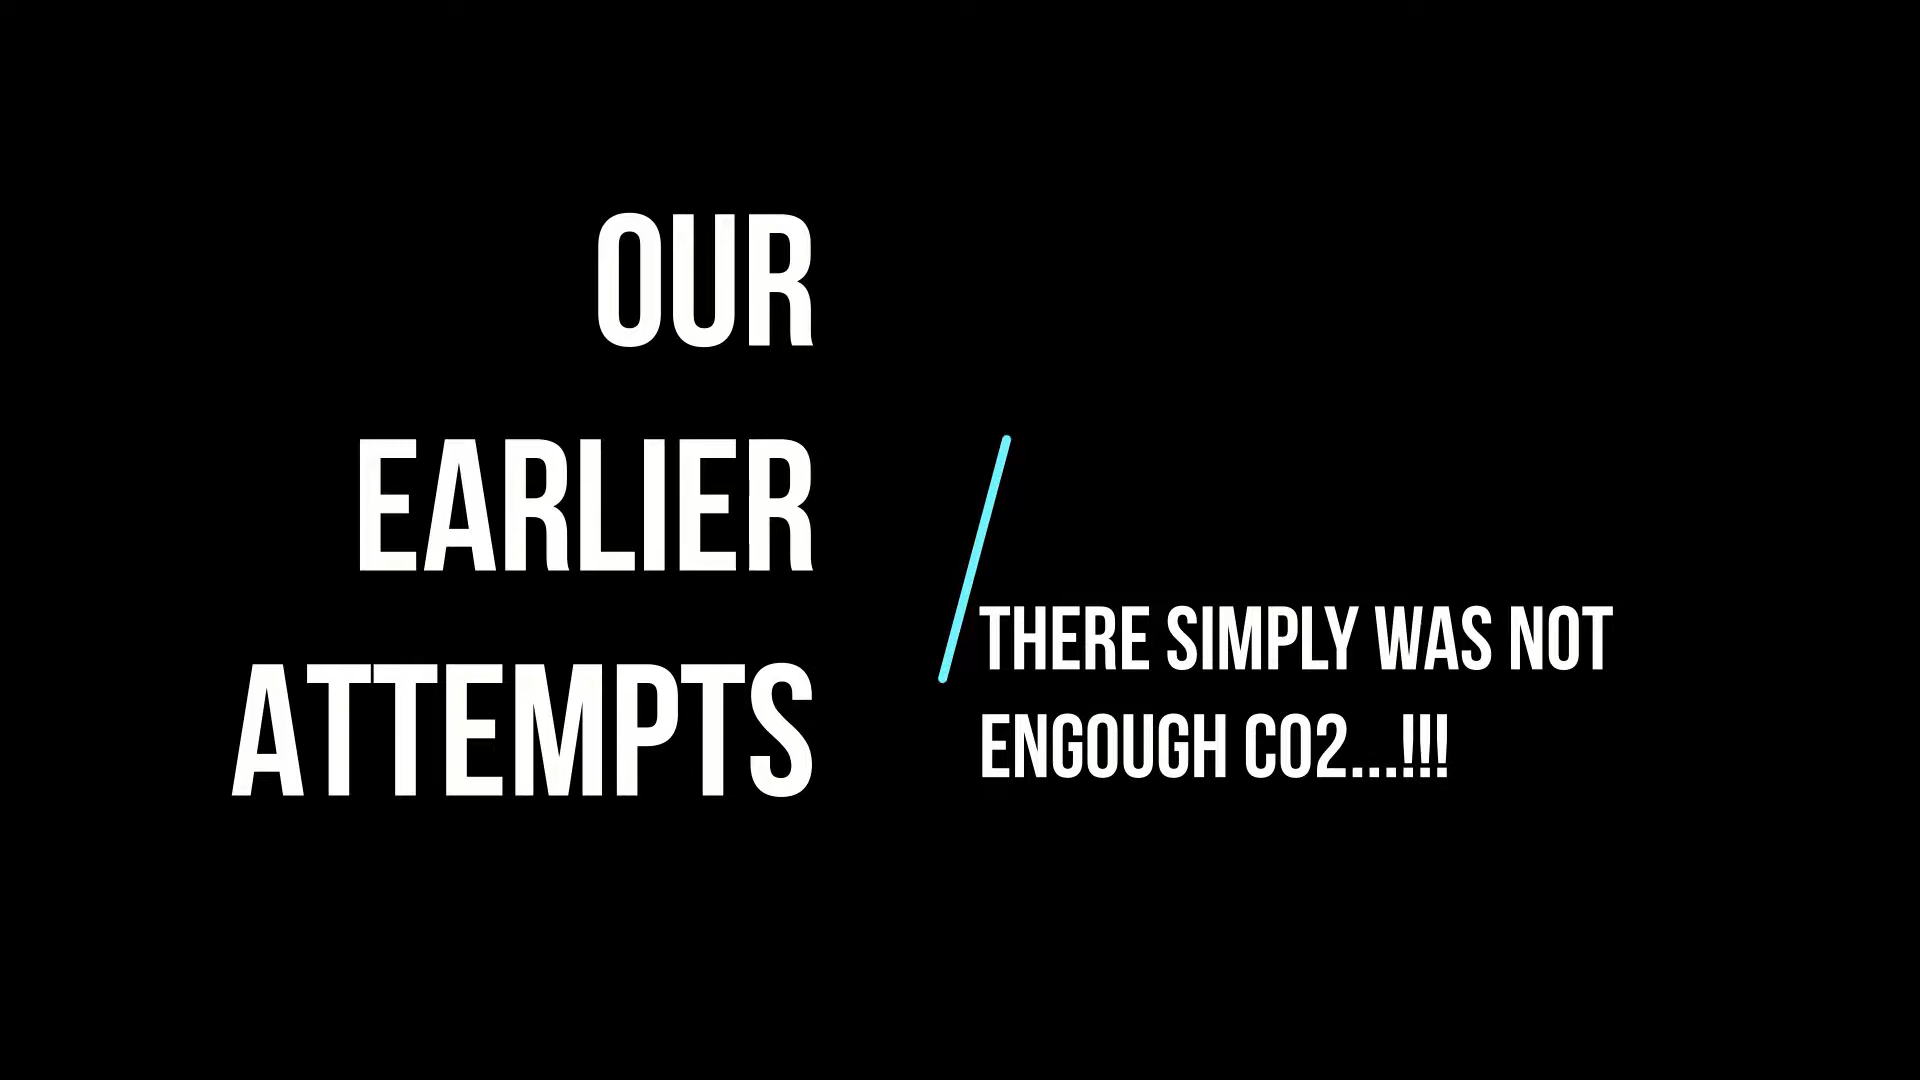 OUR
EARLIER
ATTEMPTS
THERE SIMPLY WAS NOT
ENGOUGH CO2...!!!